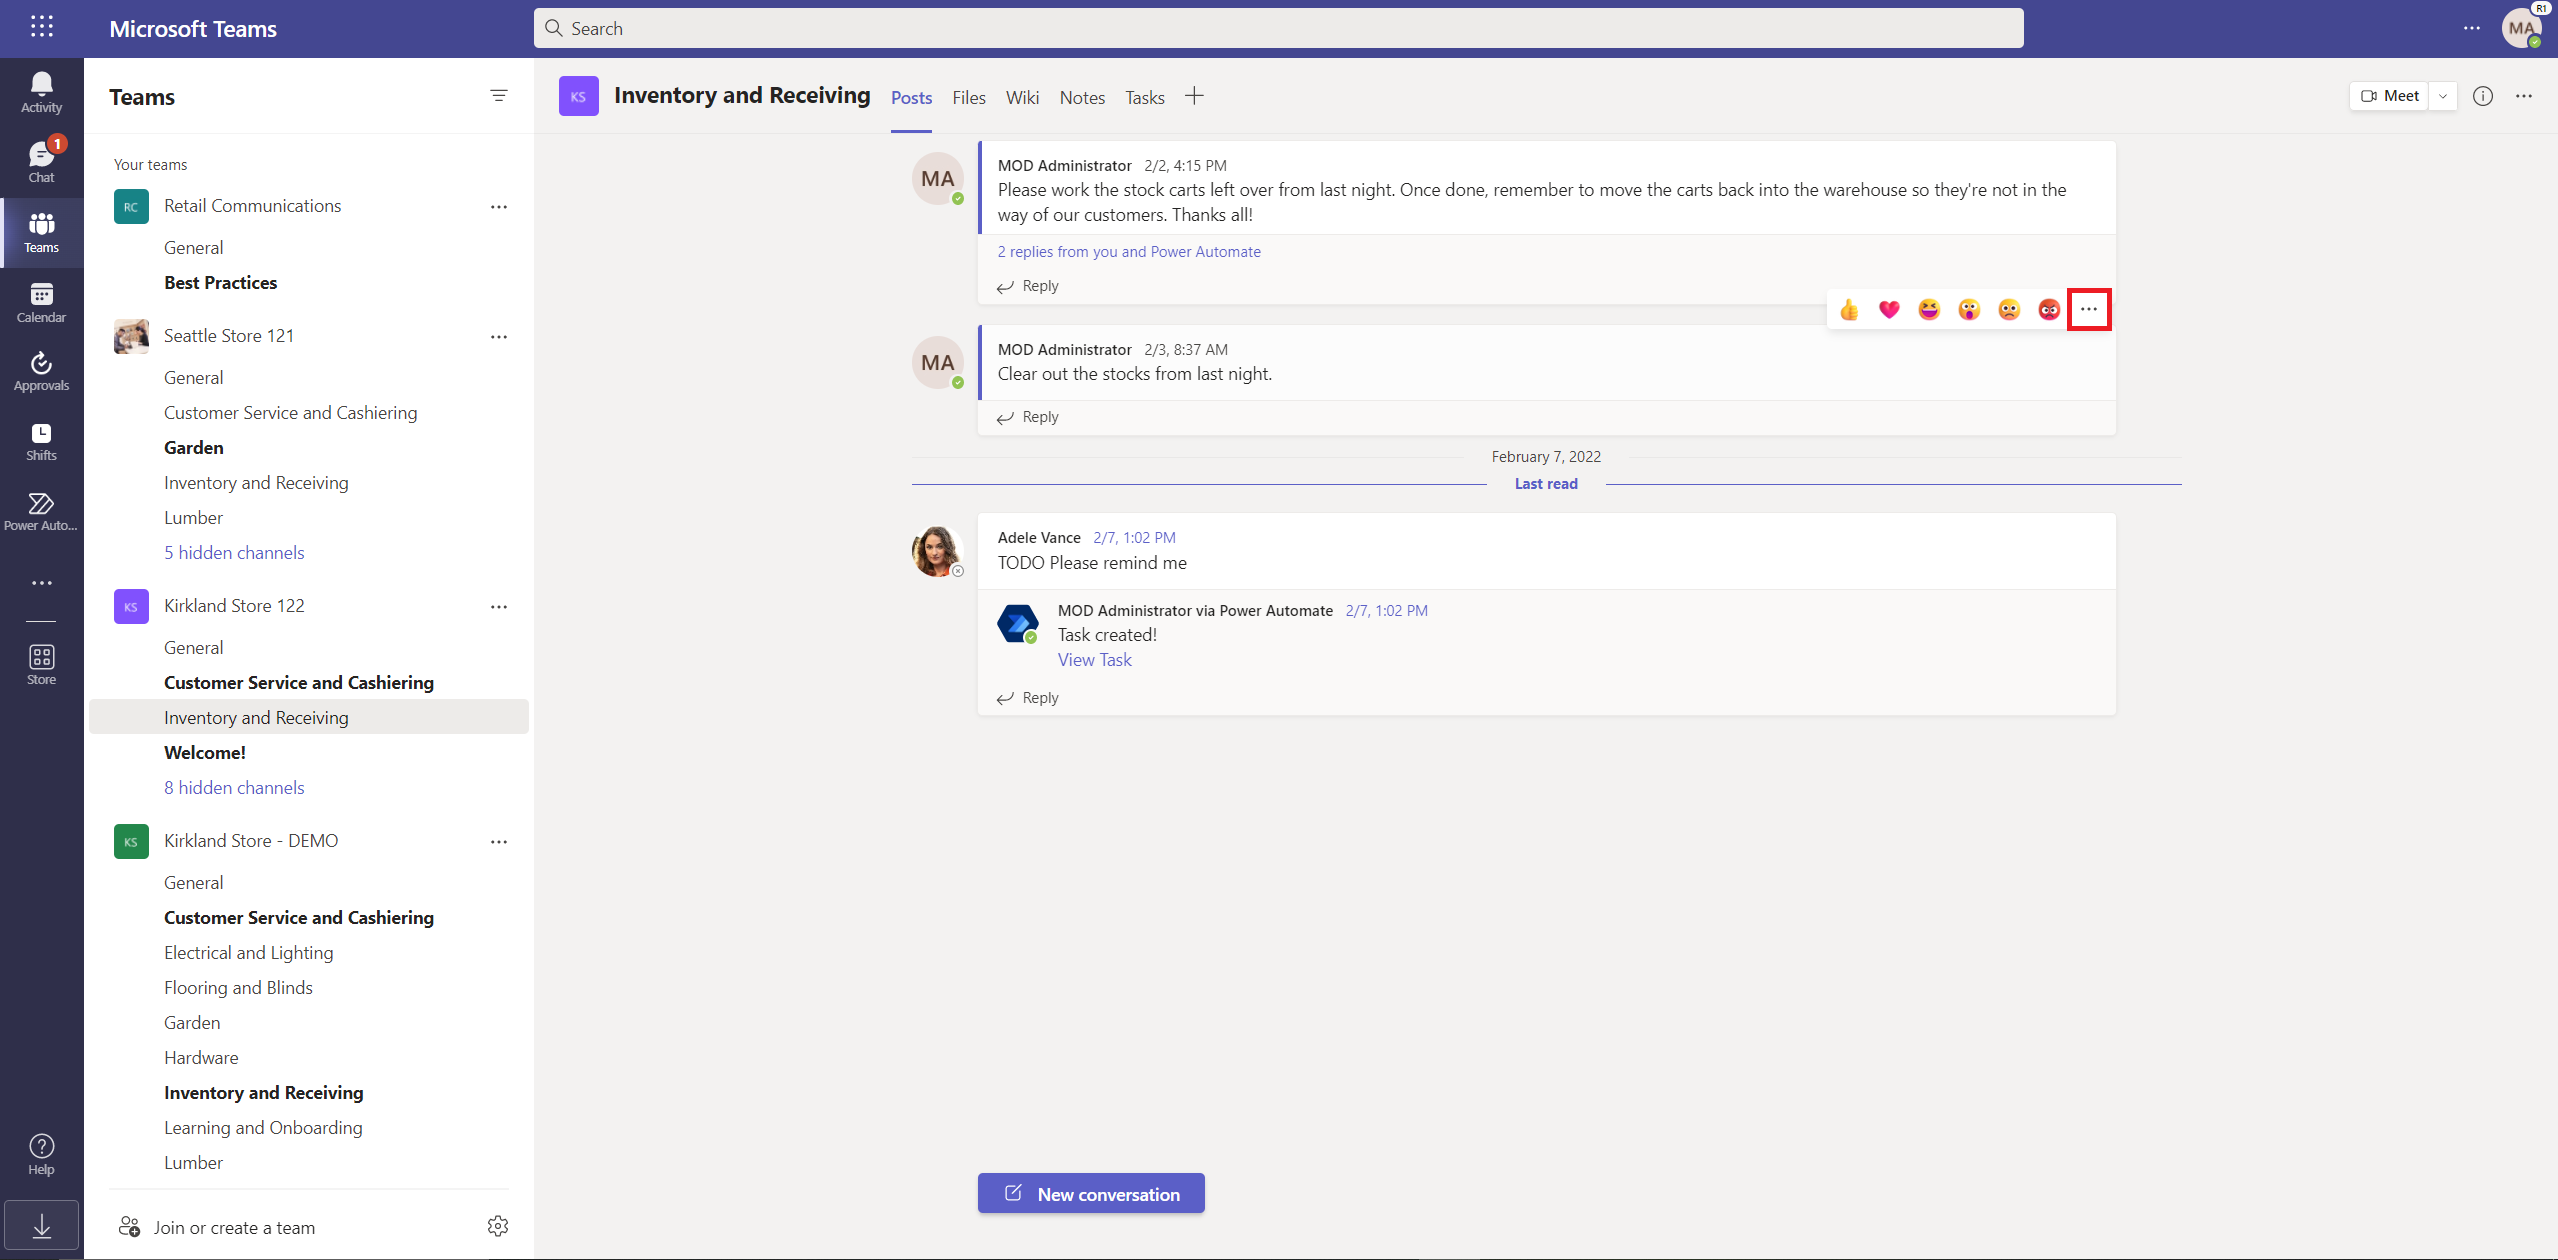 Microsoft Teams
Search
MA
R1
Activity
1
Chat
Teams
Calendar
Approvals
Shifts
Power Auto...
Store
Help
Teams
Your teams
RC Retail Communications
General
Best Practices
Seattle Store 121
General
Customer Service and Cashiering
Garden
Inventory and Receiving
Lumber
5 hidden channels
KS Kirkland Store 122
General
Customer Service and Cashiering
Inventory and Receiving
Welcome!
8 hidden channels
KS Kirkland Store - DEMO
General
Customer Service and Cashiering
Electrical and Lighting
Flooring and Blinds
Garden
Hardware
Inventory and Receiving
Learning and Onboarding
Lumber
Join or create a team
KS Inventory and Receiving Posts Files Wiki Notes Tasks
Meet
MA
MOD Administrator 2/2, 4:15 PM
Please work the stock carts left over from last night. Once done, remember to move the carts back into the warehouse so they're not in the
way of our customers. Thanks all!
2 replies from you and Power Automate
Reply
MA
MOD Administrator 2/3, 8:37 AM
Clear out the stocks from last night.
Reply
February 7, 2022
Last read
Adele Vance 2/7, 1:02 PM
TODO Please remind me
MOD Administrator via Power Automate 2/7, 1:02 PM
Task created!
View Task
Reply
New conversation